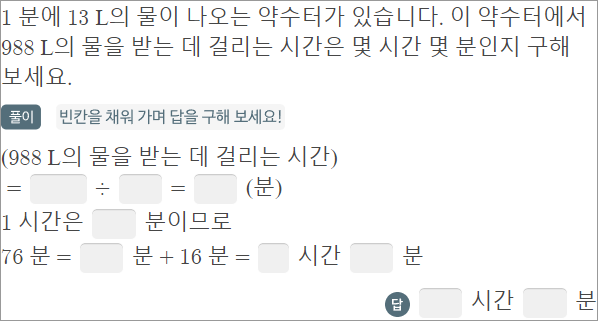 1 분에 13 L의 물이 나오는 약수터가 있습니다. 이 약수터에서
988 L의 물을 받는 데 걸리는 시간은 몇 시간 몇 분인지 구해
보세요.
풀이 빈칸을 채워 가며 답을 구해 보세요!
(988 L의 물을 받는 데 걸리는 시간)
= ÷ = (분)
1 시간은 분이므로
76 분 = 분 + 16 분 = 시간 분
답 시간 분